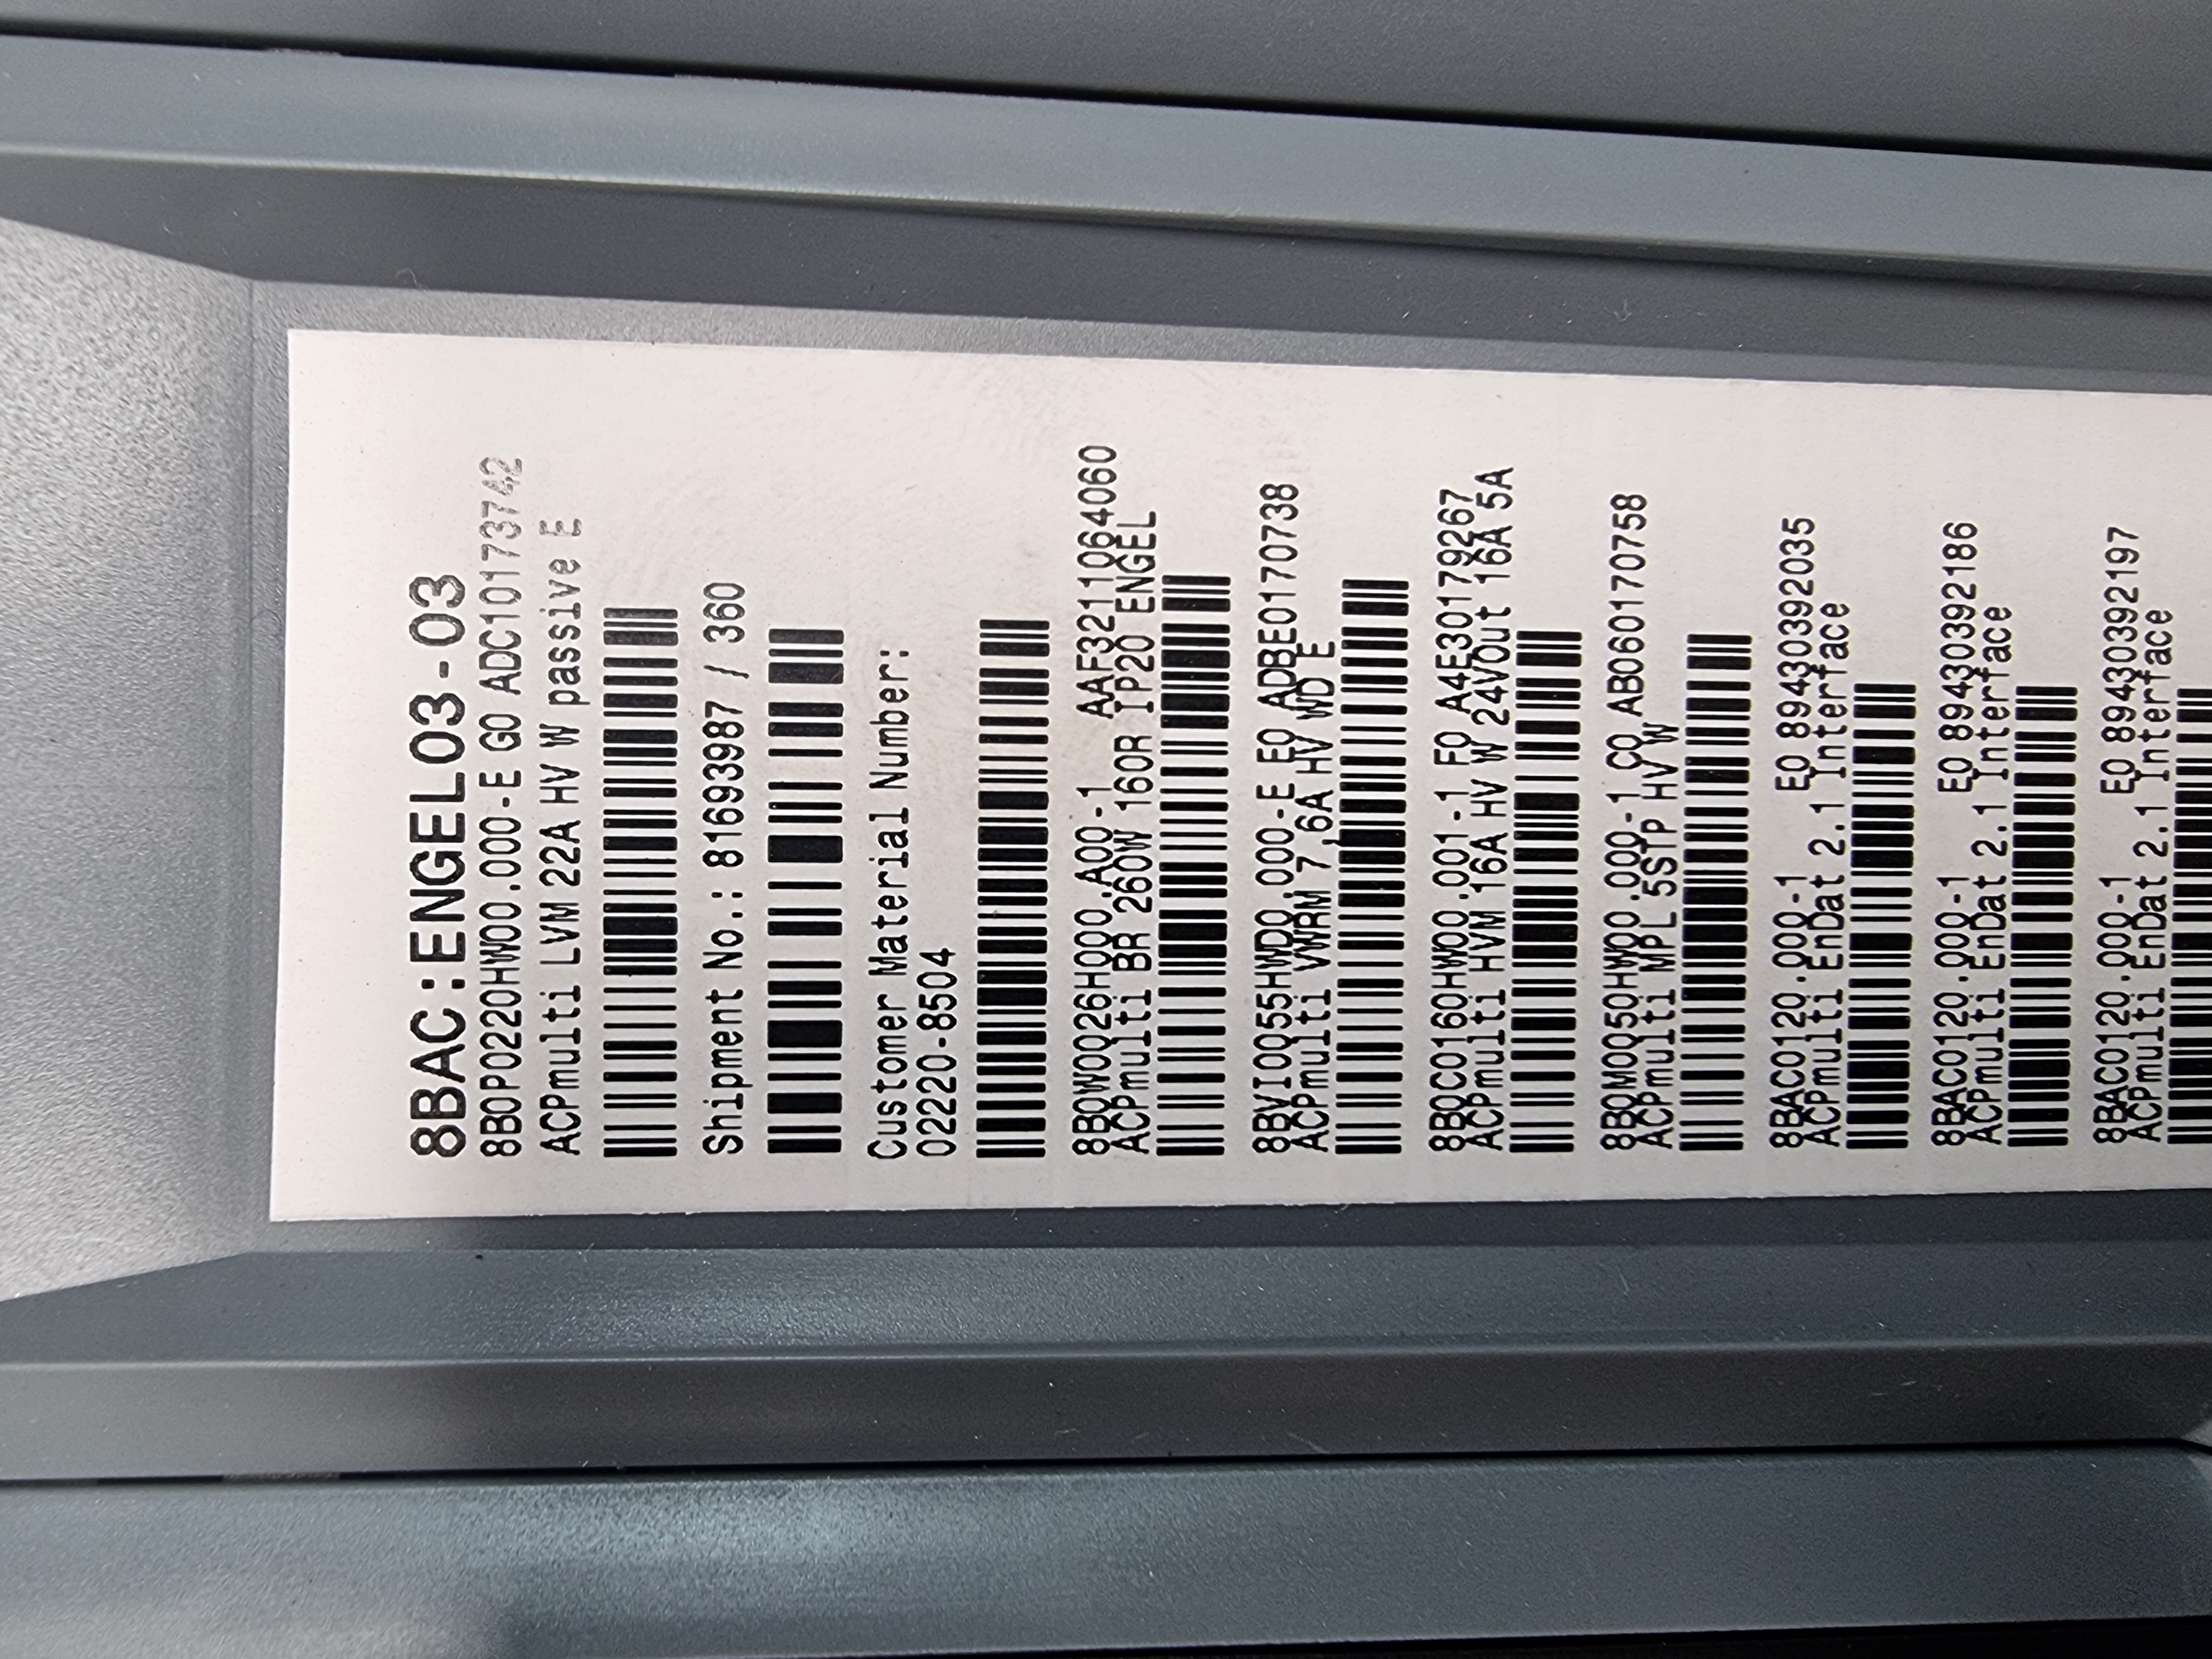 8BAC:ENGEL03-03
8B0P0220HW00.000-E G0 ADC10173742
ACPmulti LVM 22A HV W passive E
Shipment No.: 81693987 / 360
Customer Material Number:
02220-8504
8B0W0026H000.A00-1 AAF3211064060
ACPmulti BR 260W 160R IP20 ENGEL
8BVI0055HWD0.000-E E0 ADBE0170738
ACPmulti VWRM 7,6A HV WD E
8B0C0160HW00.001-1 F0 A4E30179267
ACPmulti HVM 16A HV W 24Vout 16A 5A
8B0M0050HW00.000-1 C0 AB060170758
ACPmulti MPL 5STP HV W
8BAC0120.000-1 E0 89430392035
ACPmulti EnDat 2.1 Interface
8BAC0120.000-1 E0 89430392186
ACPmulti EnDat 2.1 Interface
8BAC0120.000-1 E0 89430392197
ACPmulti EnDat 2.1 Interface